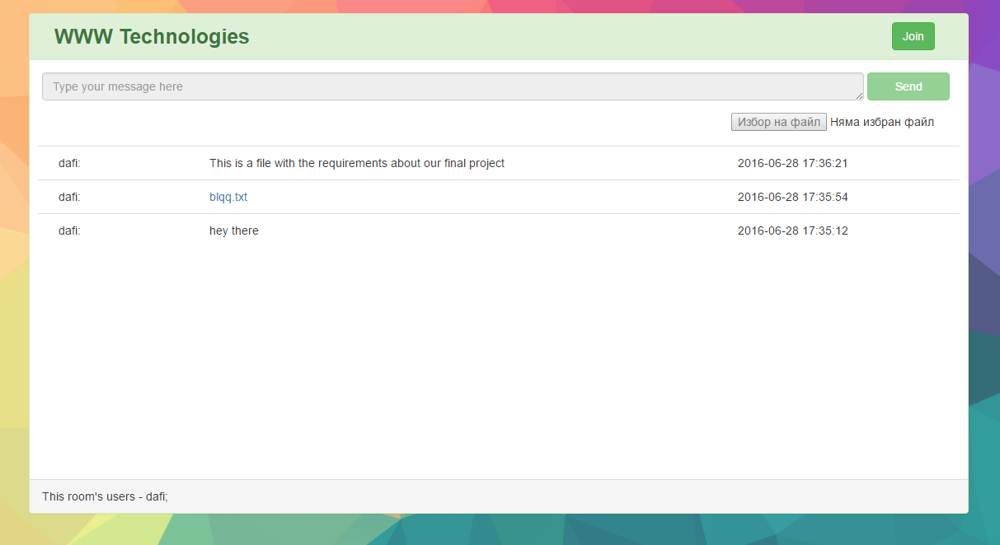 WWW Technologies Join
Type your message here Send
Избор на файл Няма избран файл
dafi: This is a file with the requirements about our final project 2016-06-28 17:36:21
dafi: blqq.txt 2016-06-28 17:35:54
dafi: hey there 2016-06-28 17:35:12
This room's users - dafi;